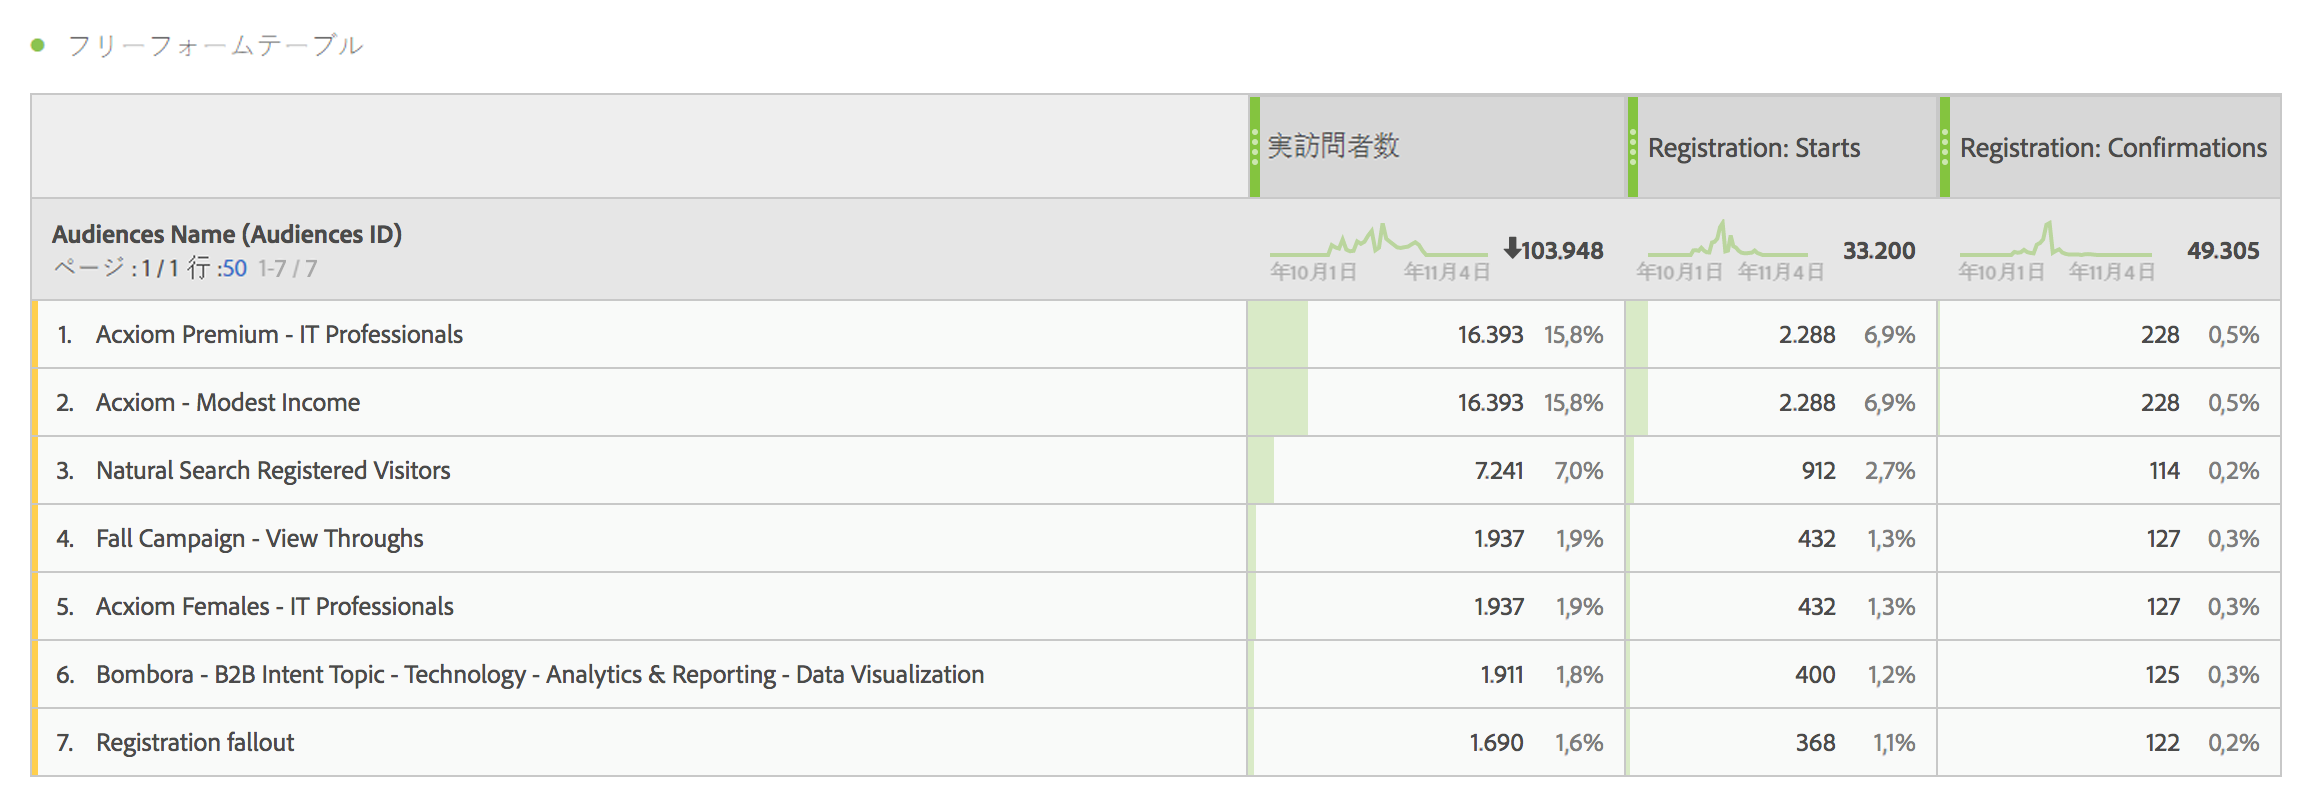 フリーフォームテーブル
実訪問者数 Registration: Starts Registration: Confirmations
Audiences Name (Audiences ID)
ページ : 1 / 1 行 : 50 1-7 / 7
年10月1日 年11月4日 103.948 年10月1日 年11月4日 33.200 年10月1日 年11月4日 49.305
1. Acxiom Premium - IT Professionals 16.393 15,8% 2.288 6,9% 228 0,5%
2. Acxiom - Modest Income 16.393 15,8% 2.288 6,9% 228 0,5%
3. Natural Search Registered Visitors 7.241 7,0% 912 2,7% 114 0,2%
4. Fall Campaign - View Throughs 1.937 1,9% 432 1,3% 127 0,3%
5. Acxiom Females - IT Professionals 1.937 1,9% 432 1,3% 127 0,3%
6. Bombora - B2B Intent Topic - Technology - Analytics & Reporting - Data Visualization 1.911 1,8% 400 1,2% 125 0,3%
7. Registration fallout 1.690 1,6% 368 1,1% 122 0,2%